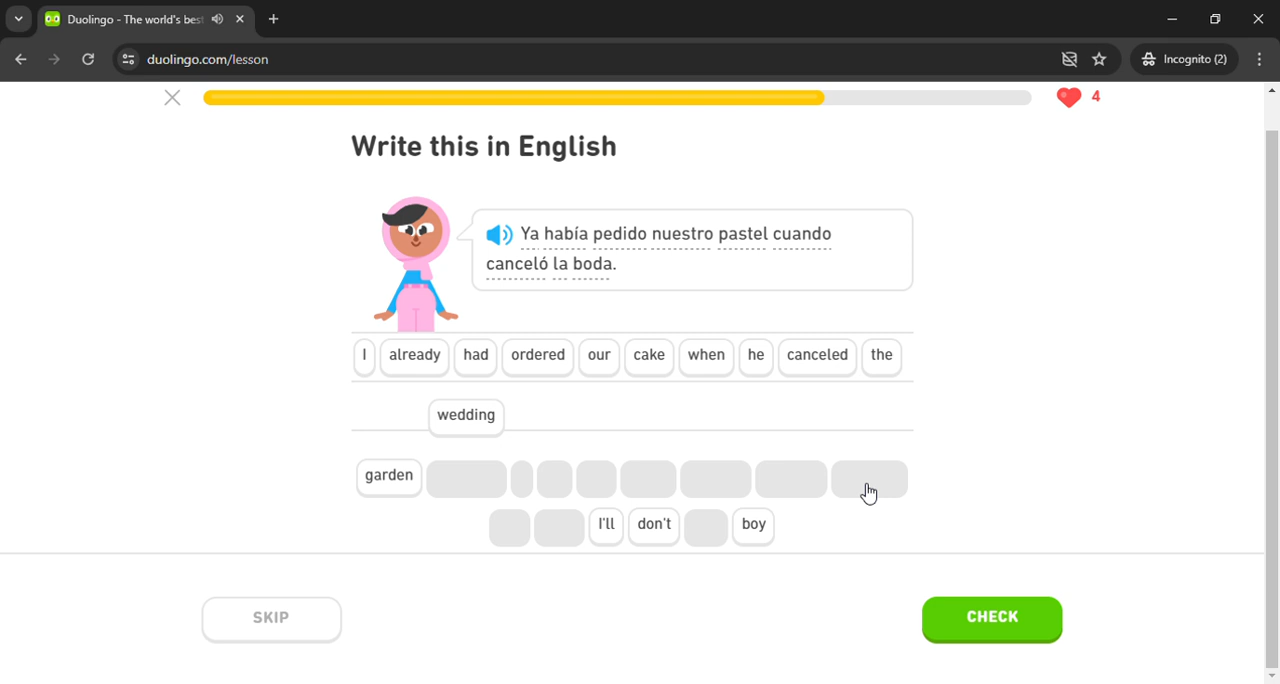 Duolingo - The world's bes
duolingo.com/lesson
Incognito (2)
4
Write this in English
Ya había pedido nuestro pastel cuando
canceló la boda.
I already had ordered our cake when he canceled the
wedding
garden
I'll don't boy
SKIP CHECK